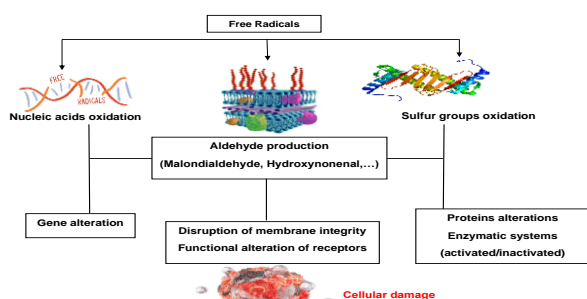 Free Radicals
FREE
RADICALS
Nucleic acids oxidation
Sulfur groups oxidation
Aldehyde production
(Malondialdehyde, Hydroxynonenal,…)
Gene alteration
Disruption of membrane integrity
Functional alteration of receptors
Proteins alterations
Enzymatic systems
(activated/inactivated)
Cellular damage